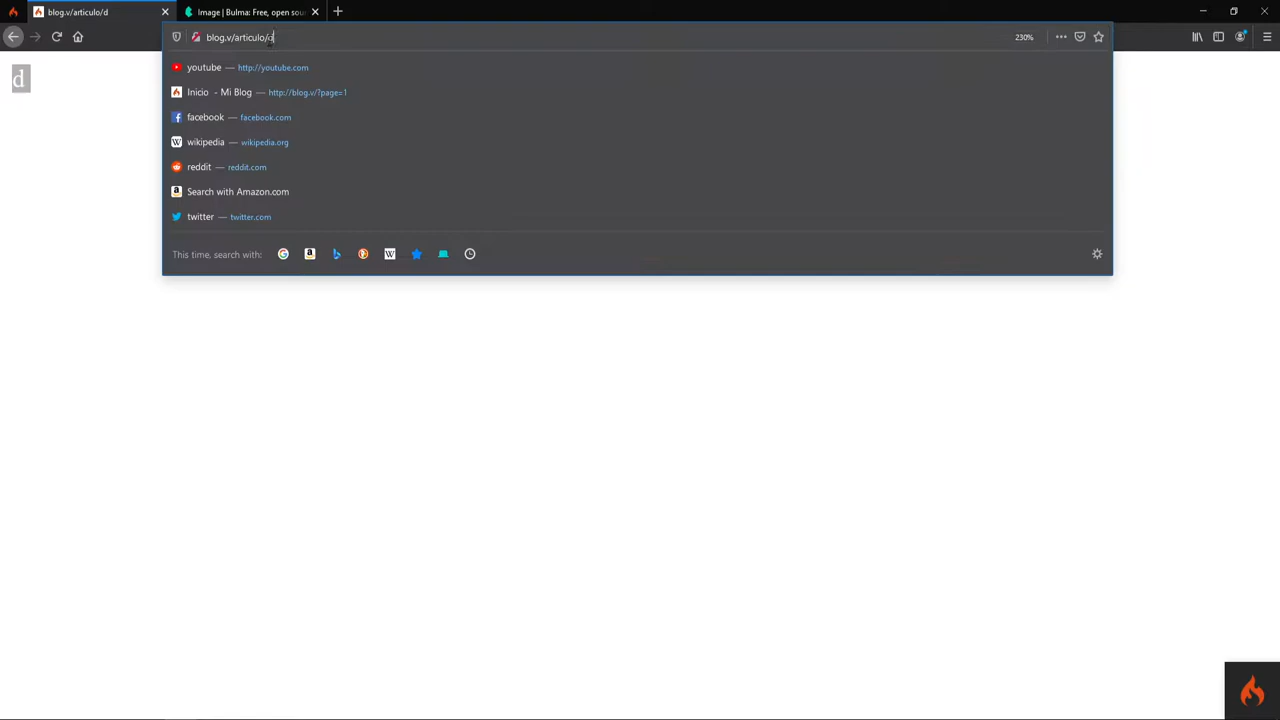 blog.v/articulo/d
Image | Bulma: Free, open sou
blog.v/articulo/d
230%
youtube — http://youtube.com
Inicio - Mi Blog — http://blog.v/?page=1
facebook — facebook.com
wikipedia — wikipedia.org
reddit — reddit.com
Search with Amazon.com
twitter — twitter.com
This time, search with:
d